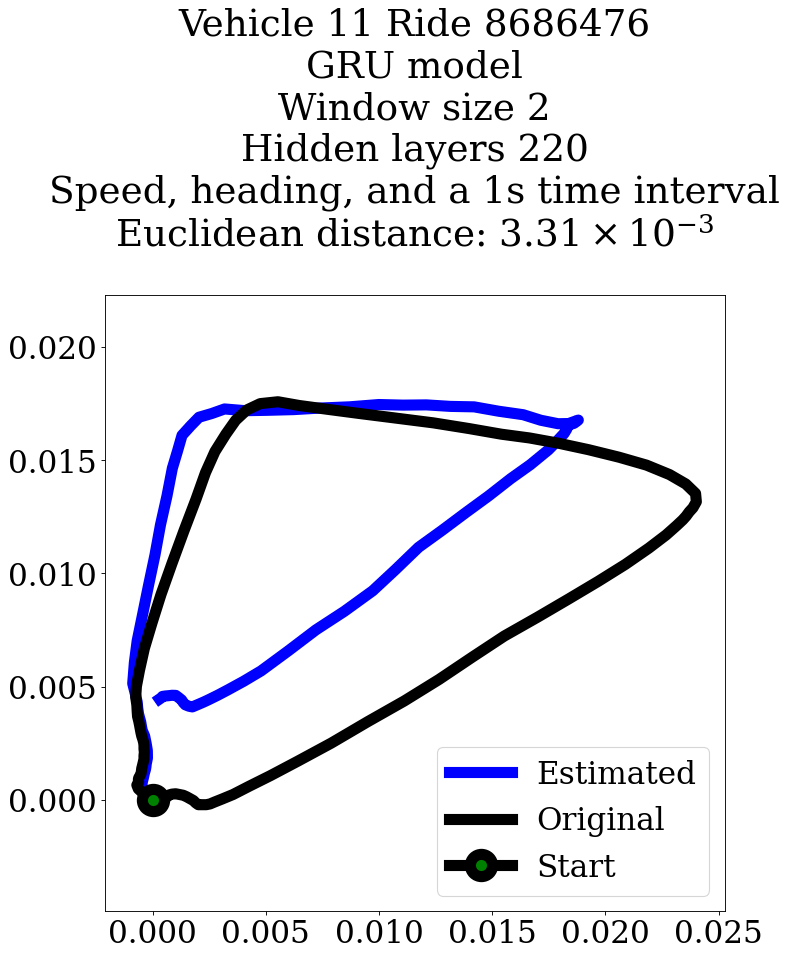 Vehicle 11 Ride 8686476
GRU model
Window size 2
Hidden layers 220
Speed, heading, and a 1s time interval
Euclidean distance: 3.31 × 10⁻³
0.020
0.015
0.010
0.005
0.000
Estimated
Original
Start
0.000 0.005 0.010 0.015 0.020 0.025